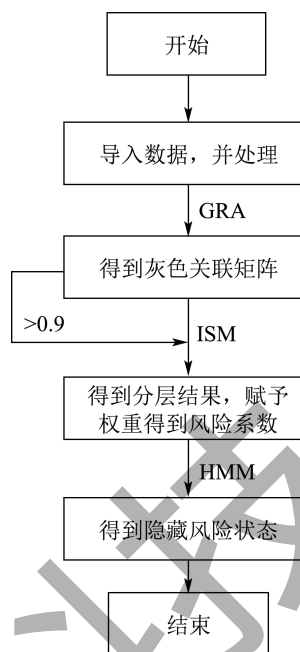 开始
导入数据，并处理
GRA
得到灰色关联矩阵
>0.9
ISM
得到分层结果，赋予
权重得到风险系数
HMM
得到隐藏风险状态
结束